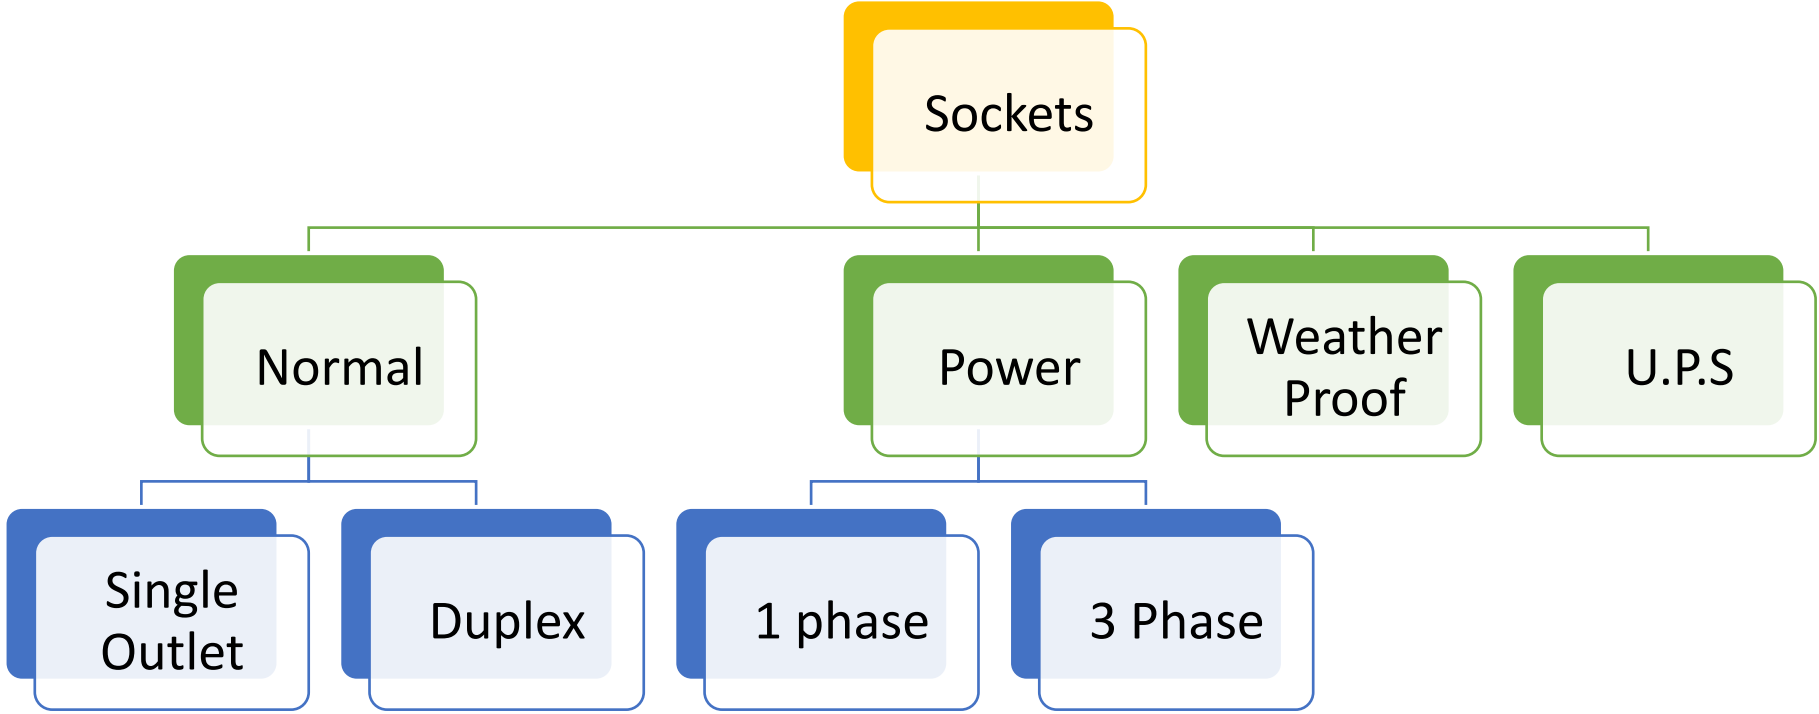 Sockets
Normal
Power
Weather
Proof
U.P.S
Single
Outlet
Duplex
1 phase
3 Phase